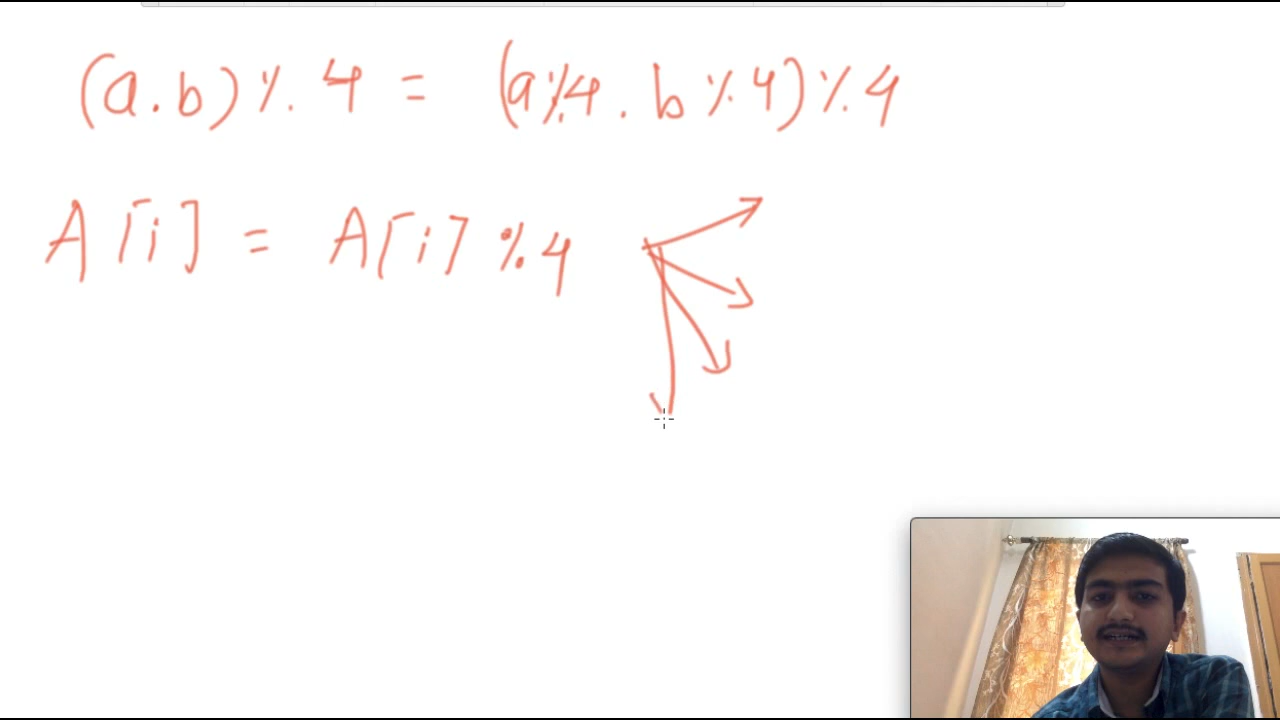 (a.b) % 4 = (a%4 . b%4) % 4
A[i] = A[i] % 4